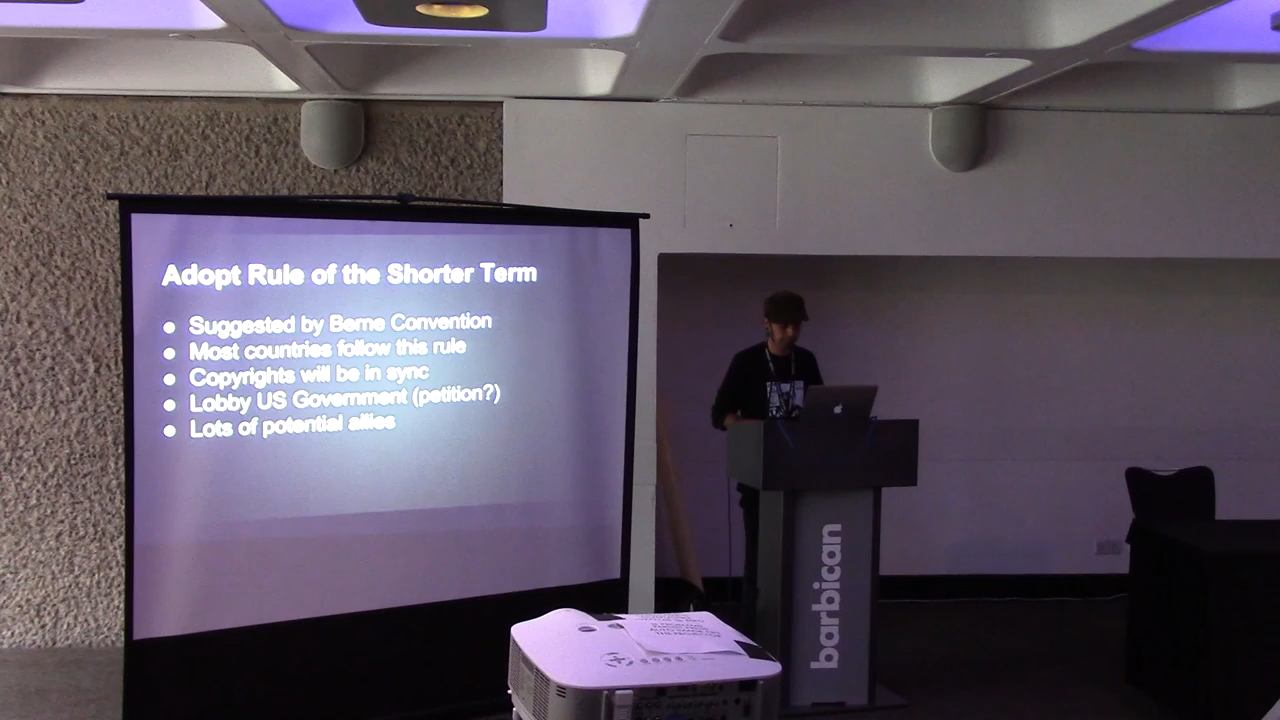 Adopt Rule of the Shorter Term
● Suggested by Berne Convention
● Most countries follow this rule
● Copyrights will be in sync
● Lobby US Government (petition?)
● Lots of potential allies
barbican